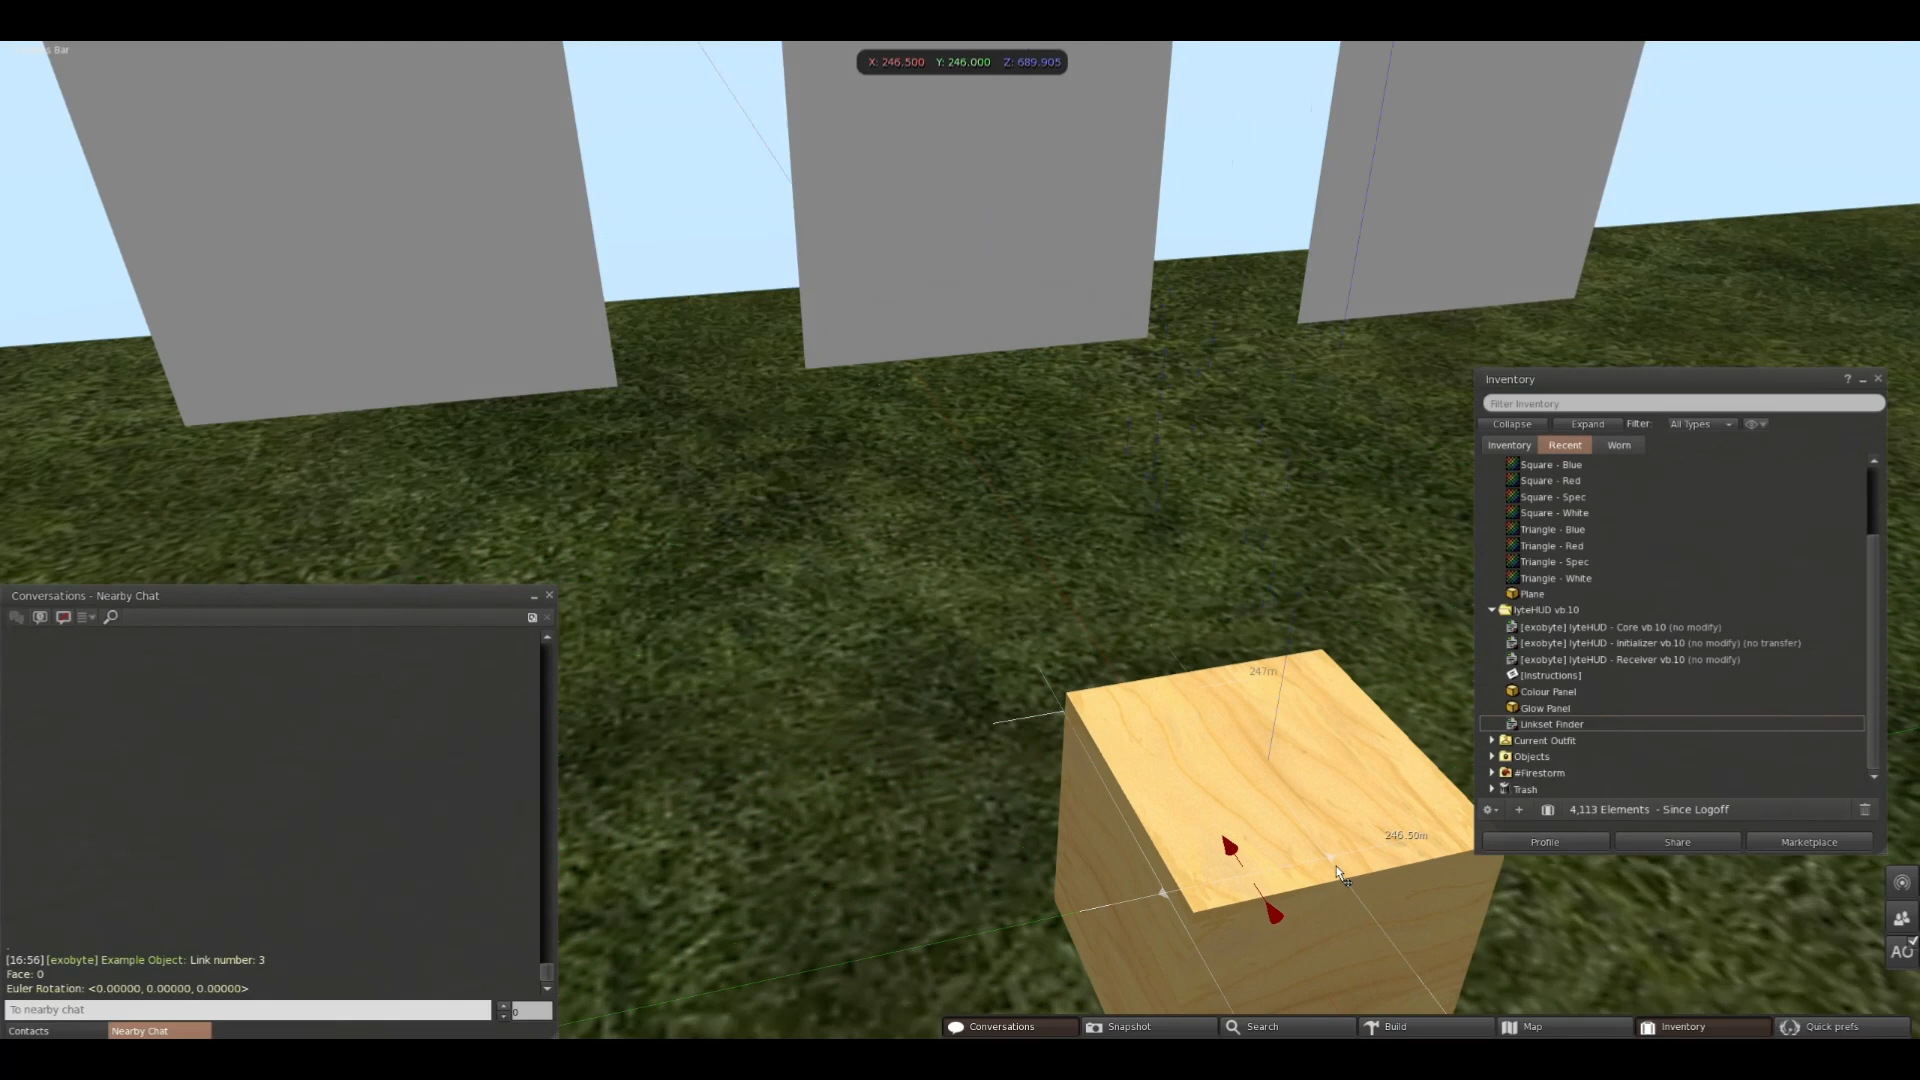 s Bar
X: 246.500 Y: 246.000 Z: 689.905
Inventory
?
Filter Inventory
Collapse Expand Filter: All Types
Inventory Recent Worn
Square - Blue
Square - Red
Square - Spec
Square - White
Triangle - Blue
Triangle - Red
Triangle - Spec
Triangle - White
Plane
lyteHUD vb.10
[exobyte] lyteHUD - Core vb.10 (no modify)
[exobyte] lyteHUD - Initializer vb.10 (no modify) (no transfer)
[exobyte] lyteHUD - Receiver vb.10 (no modify)
[Instructions]
Colour Panel
Glow Panel
Linkset Finder
Current Outfit
Objects
#Firestorm
Trash
4,113 Elements - Since Logoff
Profile Share Marketplace
247m
246.50m
Conversations - Nearby Chat
.
[16:56] [exobyte] Example Object: Link number: 3
Face: 0
Euler Rotation: <0.00000, 0.00000, 0.00000>
To nearby chat
0
Contacts Nearby Chat
AO
Conversations Snapshot Search Build Map Inventory Quick prefs